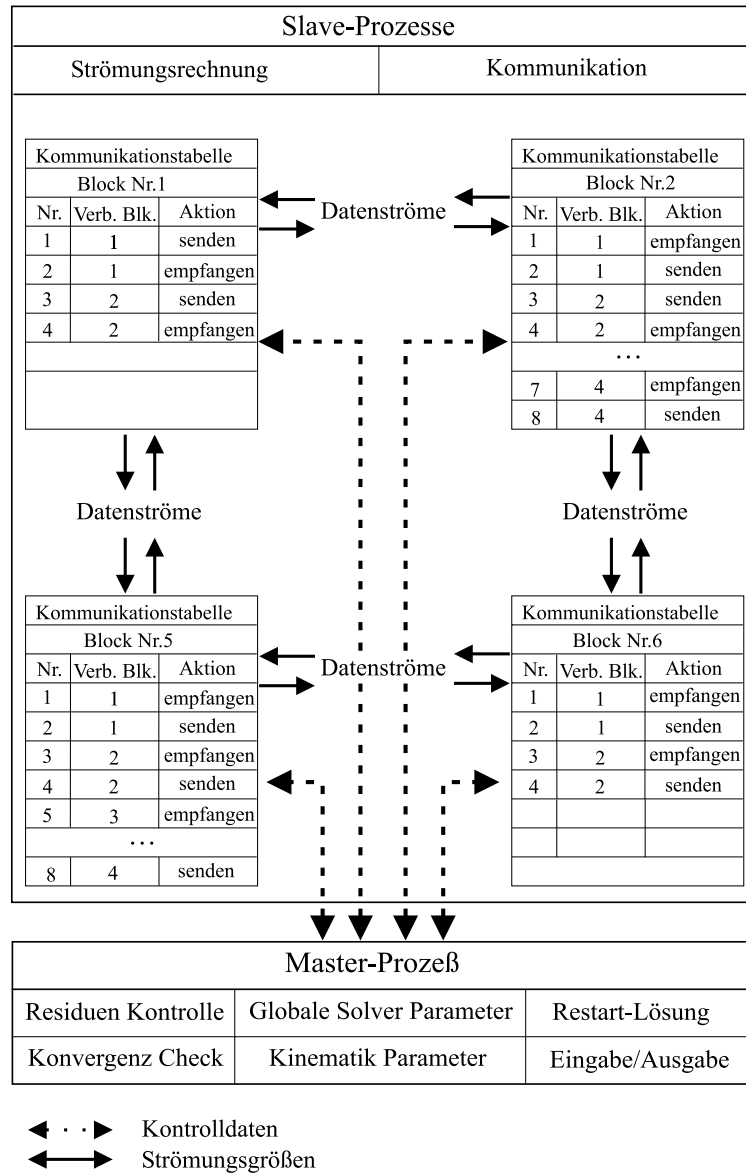 Slave-Prozesse
Strömungsrechnung Kommunikation
Kommunikationstabelle
Block Nr.1
Nr. Verb. Blk. Aktion
1 1 senden
2 1 empfangen
3 2 senden
4 2 empfangen
Datenströme
Kommunikationstabelle
Block Nr.2
Nr. Verb. Blk. Aktion
1 1 empfangen
2 1 senden
3 2 senden
4 2 empfangen
...
7 4 empfangen
8 4 senden
Datenströme
Datenströme
Kommunikationstabelle
Block Nr.5
Nr. Verb. Blk. Aktion
1 1 empfangen
2 1 senden
3 2 empfangen
4 2 senden
5 3 empfangen
...
8 4 senden
Datenströme
Kommunikationstabelle
Block Nr.6
Nr. Verb. Blk. Aktion
1 1 empfangen
2 1 senden
3 2 empfangen
4 2 senden
Master-Prozeß
Residuen Kontrolle Globale Solver Parameter Restart-Lösung
Konvergenz Check Kinematik Parameter Eingabe/Ausgabe
Kontrolldaten
Strömungsgrößen